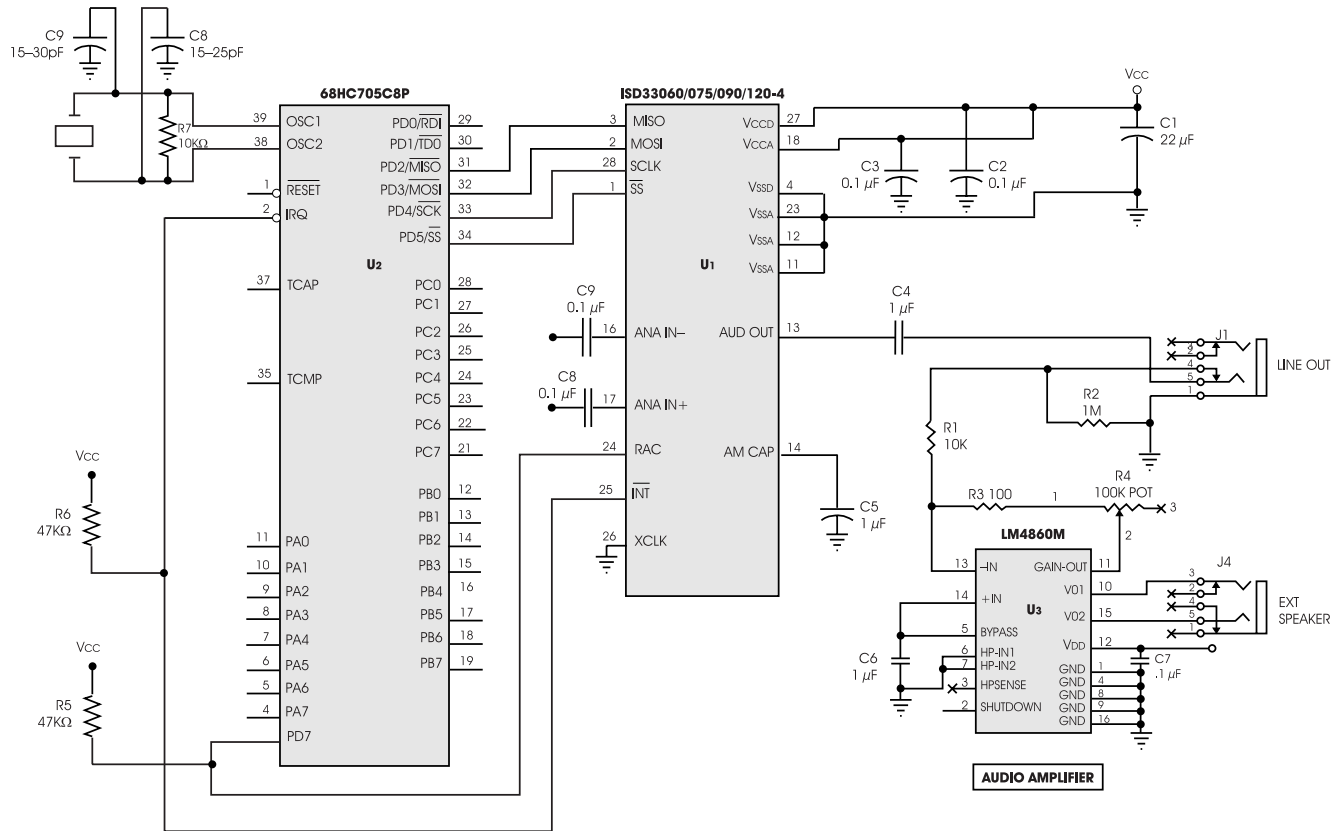 C9
15–30pF
C8
15–25pF
R7
10KΩ
68HC705C8P
39 OSC1
38 OSC2
1 RESET
2 IRQ
37 TCAP
35 TCMP
11 PA0
10 PA1
9 PA2
8 PA3
7 PA4
6 PA5
5 PA6
4 PA7
PD7
U2
PD0/RDI 29
PD1/TD0 30
PD2/MISO 31
PD3/MOSI 32
PD4/SCK 33
PD5/SS 34
PC0 28
PC1 27
PC2 26
PC3 25
PC4 24
PC5 23
PC6 22
PC7 21
PB0 12
PB1 13
PB2 14
PB3 15
PB4 16
PB5 17
PB6 18
PB7 19
VCC
R6
47KΩ
VCC
R5
47KΩ
ISD33060/075/090/120-4
3 MISO
2 MOSI
28 SCLK
1 SS
C9
0.1 µF
16 ANA IN–
C8
0.1 µF
17 ANA IN+
24 RAC
25 INT
26 XCLK
U1
VCCD 27
VCCA 18
VSSD 4
VSSA 23
VSSA 12
VSSA 11
AUD OUT 13
AM CAP 14
VCC
C1
22 µF
C3
0.1 µF
C2
0.1 µF
C4
1 µF
C5
1 µF
J1
2
4
5
1
LINE OUT
R2
1M
R1
10K
R3 100
1
R4
100K POT
3
2
LM4860M
13 –IN
14 +IN
5 BYPASS
6 HP-IN1
7 HP-IN2
3 HPSENSE
2 SHUTDOWN
U3
GAIN-OUT 11
V01 10
V02 15
VDD 12
GND 1
GND 4
GND 8
GND 9
GND 16
C6
1 µF
C7
.1 µF
J4
3
2
4
5
1
EXT
SPEAKER
AUDIO AMPLIFIER